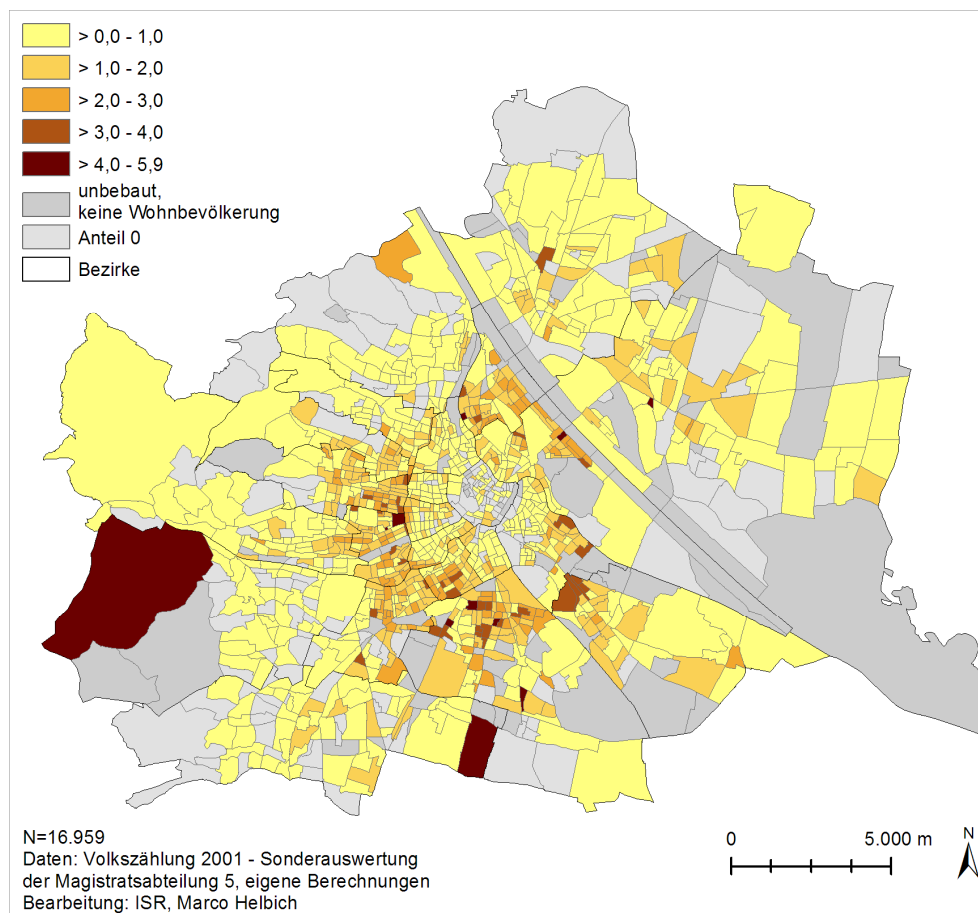 > 0,0 - 1,0
> 1,0 - 2,0
> 2,0 - 3,0
> 3,0 - 4,0
> 4,0 - 5,9
unbebaut,
keine Wohnbevölkerung
Anteil 0
Bezirke
N=16.959
Daten: Volkszählung 2001 - Sonderauswertung
der Magistratsabteilung 5, eigene Berechnungen
Bearbeitung: ISR, Marco Helbich
0 5.000 m
N